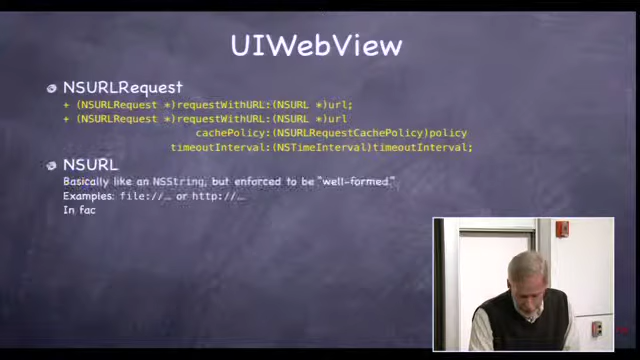 UIWebView
NSURLRequest
+ (NSURLRequest *)requestWithURL:(NSURL *)url;
+ (NSURLRequest *)requestWithURL:(NSURL *)url
cachePolicy:(NSURLRequestCachePolicy)policy
timeoutInterval:(NSTimeInterval)timeoutInterval;
NSURL
Basically like an NSString, but enforced to be "well-formed."
Examples: file://… or http://…
In fac